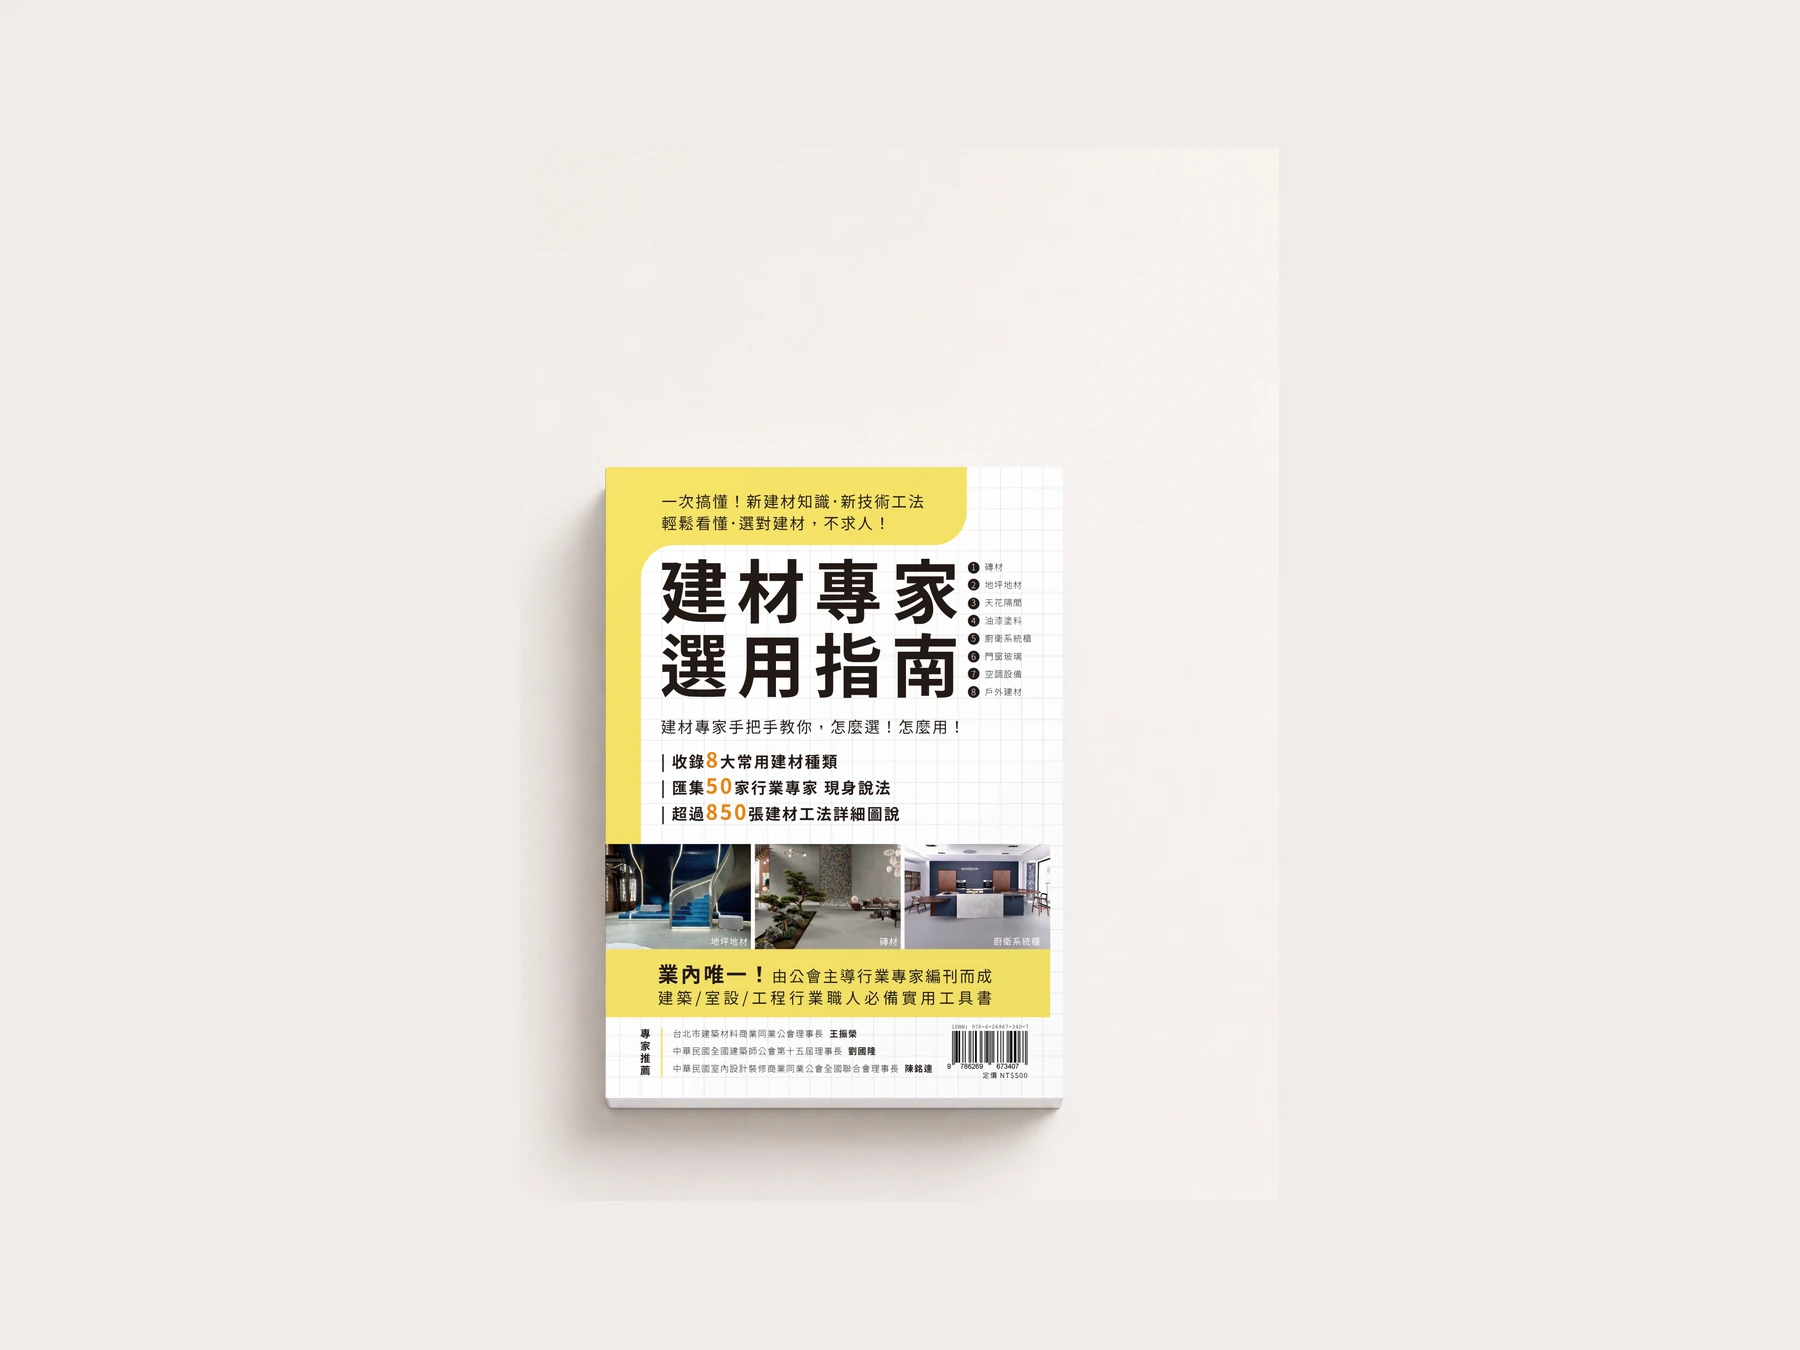 一次搞懂！新建材知識·新技術工法
輕鬆看懂·選對建材，不求人！
建材專家
選用指南
1 磚材
2 地坪地材
3 天花隔間
4 油漆塗料
5 廚衛系統櫃
6 門窗玻璃
7 空調設備
8 戶外建材
建材專家手把手教你，怎麼選！怎麼用！
| 收錄8大常用建材種類
| 匯集50家行業專家 現身說法
| 超過850張建材工法詳細圖說
地坪地材
磚材
廚衛系統櫃
業內唯一！由公會主導行業專家編刊而成
建築/室設/工程行業職人必備實用工具書
專家推薦
台北市建築材料商業同業公會理事長 王振榮
中華民國全國建築師公會第十五屆理事長 劉國隆
中華民國室內設計裝修商業同業公會全國聯合會理事長 陳銘達
ISBN: 978-6-26967-340-7
9 786269 673407
定價 NT$500